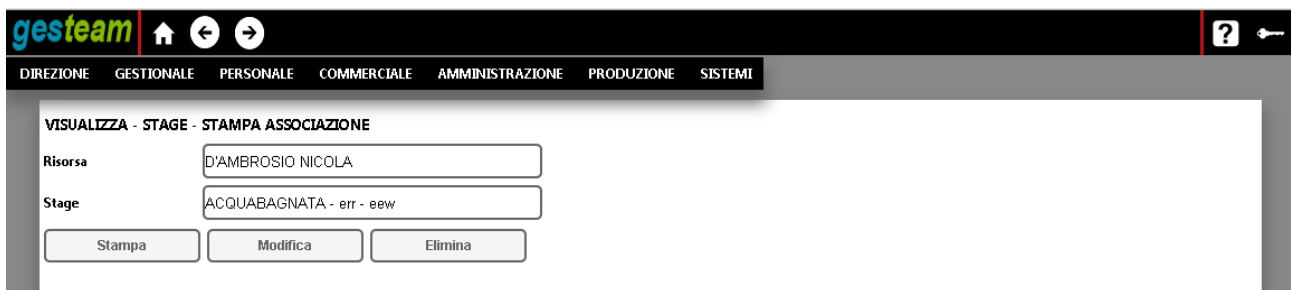 gesteam
DIREZIONE GESTIONALE PERSONALE COMMERCIALE AMMINISTRAZIONE PRODUZIONE SISTEMI
VISUALIZZA - STAGE - STAMPA ASSOCIAZIONE
Risorsa D'AMBROSIO NICOLA
Stage ACQUABAGNATA - err - eew
Stampa Modifica Elimina